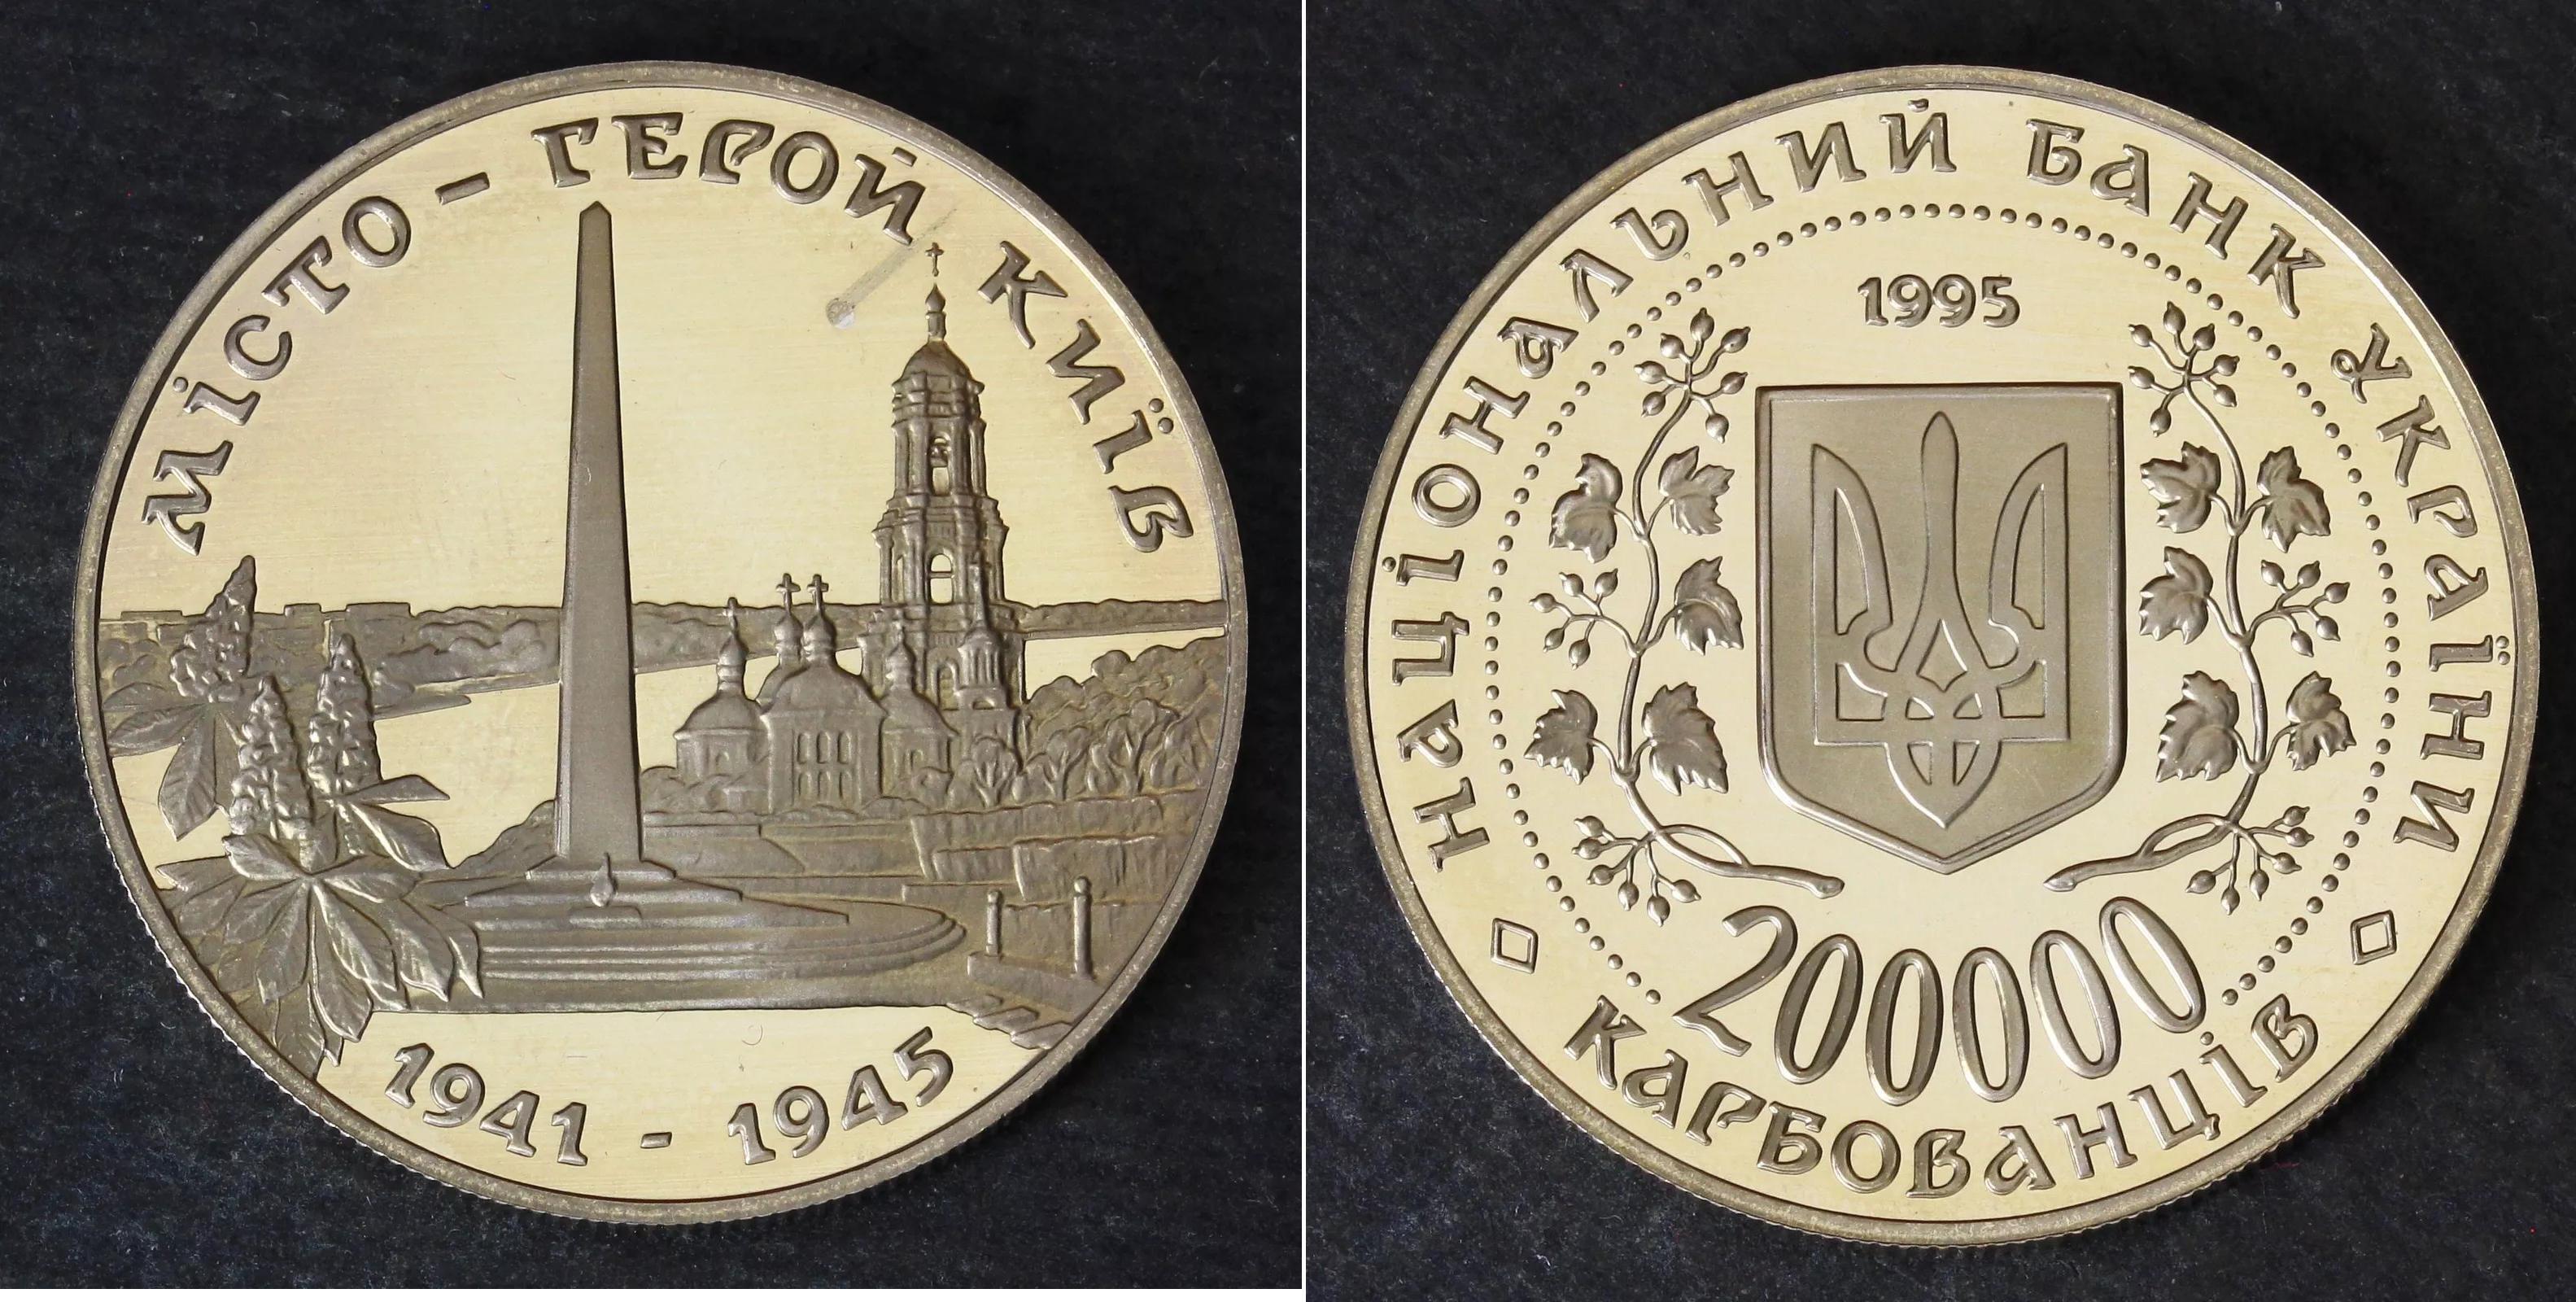 МІСТО - ГЕРОЙ КИЇВ
1941 - 1945
НАЦІОНАЛЬНИЙ БАНК УКРАЇНИ
1995
200000
КАРБОВАНЦІВ